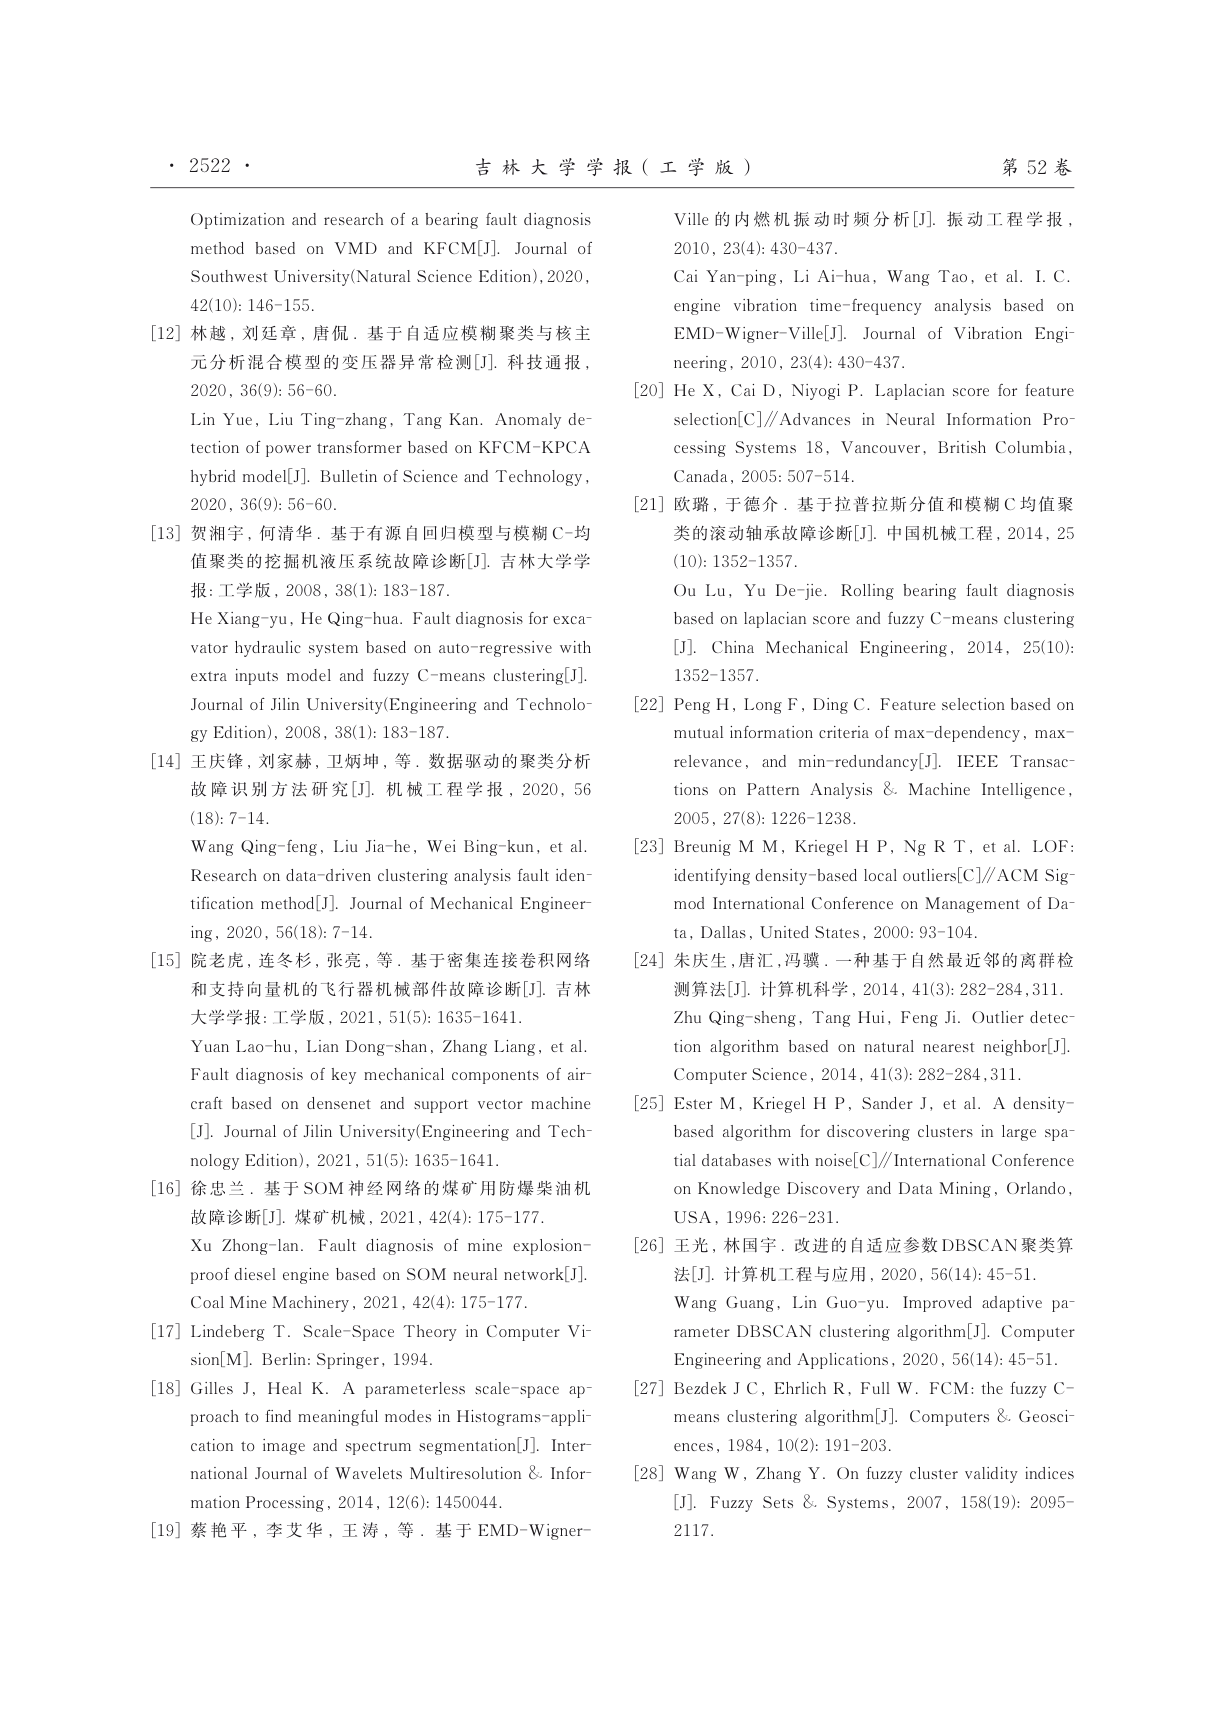 · 2522 ·
吉林大学学报(工学版)
第 52 卷
Optimization and research of a bearing fault diagnosis
method based on VMD and KFCM[J]. Journal of
Southwest University(Natural Science Edition),2020,
42(10): 146-155.
[12] 林越, 刘廷章, 唐侃. 基于自适应模糊聚类与核主
元分析混合模型的变压器异常检测[J]. 科技通报,
2020, 36(9): 56-60.
Lin Yue, Liu Ting-zhang, Tang Kan. Anomaly de-
tection of power transformer based on KFCM-KPCA
hybrid model[J]. Bulletin of Science and Technology,
2020, 36(9): 56-60.
[13] 贺湘宇, 何清华. 基于有源自回归模型与模糊C-均
值聚类的挖掘机液压系统故障诊断[J]. 吉林大学学
报: 工学版, 2008, 38(1): 183-187.
He Xiang-yu, He Qing-hua. Fault diagnosis for exca-
vator hydraulic system based on auto-regressive with
extra inputs model and fuzzy C-means clustering[J].
Journal of Jilin University(Engineering and Technolo-
gy Edition), 2008, 38(1): 183-187.
[14] 王庆锋, 刘家赫, 卫炳坤, 等. 数据驱动的聚类分析
故障识别方法研究[J]. 机械工程学报, 2020, 56
(18): 7-14.
Wang Qing-feng, Liu Jia-he, Wei Bing-kun, et al.
Research on data-driven clustering analysis fault iden-
tification method[J]. Journal of Mechanical Engineer-
ing, 2020, 56(18): 7-14.
[15] 院老虎, 连冬杉, 张亮, 等. 基于密集连接卷积网络
和支持向量机的飞行器机械部件故障诊断[J]. 吉林
大学学报: 工学版, 2021, 51(5): 1635-1641.
Yuan Lao-hu, Lian Dong-shan, Zhang Liang, et al.
Fault diagnosis of key mechanical components of air-
craft based on densenet and support vector machine
[J]. Journal of Jilin University(Engineering and Tech-
nology Edition), 2021, 51(5): 1635-1641.
[16] 徐忠兰. 基于SOM神经网络的煤矿用防爆柴油机
故障诊断[J]. 煤矿机械, 2021, 42(4): 175-177.
Xu Zhong-lan. Fault diagnosis of mine explosion-
proof diesel engine based on SOM neural network[J].
Coal Mine Machinery, 2021, 42(4): 175-177.
[17] Lindeberg T. Scale-Space Theory in Computer Vi-
sion[M]. Berlin: Springer, 1994.
[18] Gilles J, Heal K. A parameterless scale-space ap-
proach to find meaningful modes in Histograms-appli-
cation to image and spectrum segmentation[J]. Inter-
national Journal of Wavelets Multiresolution & Infor-
mation Processing, 2014, 12(6): 1450044.
[19] 蔡艳平, 李艾华, 王涛, 等. 基于EMD-Wigner-
Ville的内燃机振动时频分析[J]. 振动工程学报,
2010, 23(4): 430-437.
Cai Yan-ping, Li Ai-hua, Wang Tao, et al. I. C.
engine vibration time-frequency analysis based on
EMD-Wigner-Ville[J]. Journal of Vibration Engi-
neering, 2010, 23(4): 430-437.
[20] He X, Cai D, Niyogi P. Laplacian score for feature
selection[C]//Advances in Neural Information Pro-
cessing Systems 18, Vancouver, British Columbia,
Canada, 2005: 507-514.
[21] 欧璐, 于德介. 基于拉普拉斯分值和模糊C均值聚
类的滚动轴承故障诊断[J]. 中国机械工程, 2014, 25
(10): 1352-1357.
Ou Lu, Yu De-jie. Rolling bearing fault diagnosis
based on laplacian score and fuzzy C-means clustering
[J]. China Mechanical Engineering, 2014, 25(10):
1352-1357.
[22] Peng H, Long F, Ding C. Feature selection based on
mutual information criteria of max-dependency, max-
relevance, and min-redundancy[J]. IEEE Transac-
tions on Pattern Analysis & Machine Intelligence,
2005, 27(8): 1226-1238.
[23] Breunig M M, Kriegel H P, Ng R T, et al. LOF:
identifying density-based local outliers[C]//ACM Sig-
mod International Conference on Management of Da-
ta, Dallas, United States, 2000: 93-104.
[24] 朱庆生,唐汇,冯骥. 一种基于自然最近邻的离群检
测算法[J]. 计算机科学, 2014, 41(3): 282-284,311.
Zhu Qing-sheng, Tang Hui, Feng Ji. Outlier detec-
tion algorithm based on natural nearest neighbor[J].
Computer Science, 2014, 41(3): 282-284,311.
[25] Ester M, Kriegel H P, Sander J, et al. A density-
based algorithm for discovering clusters in large spa-
tial databases with noise[C]//International Conference
on Knowledge Discovery and Data Mining, Orlando,
USA, 1996: 226-231.
[26] 王光, 林国宇. 改进的自适应参数DBSCAN聚类算
法[J]. 计算机工程与应用, 2020, 56(14): 45-51.
Wang Guang, Lin Guo-yu. Improved adaptive pa-
rameter DBSCAN clustering algorithm[J]. Computer
Engineering and Applications, 2020, 56(14): 45-51.
[27] Bezdek J C, Ehrlich R, Full W. FCM: the fuzzy C-
means clustering algorithm[J]. Computers & Geosci-
ences, 1984, 10(2): 191-203.
[28] Wang W, Zhang Y. On fuzzy cluster validity indices
[J]. Fuzzy Sets & Systems, 2007, 158(19): 2095-
2117.